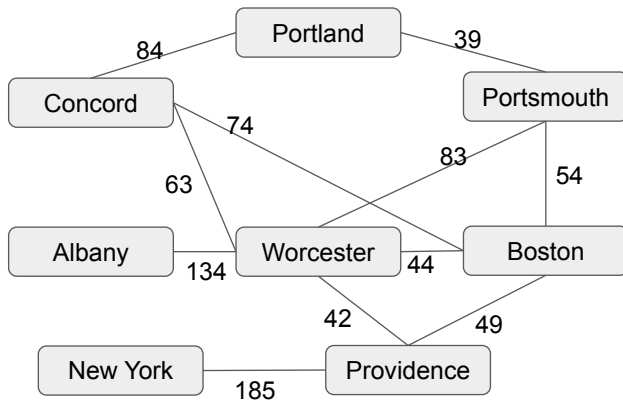 Portland
84
39
Concord
Portsmouth
74
83
63
54
Albany
Worcester
Boston
134
44
42
49
New York
Providence
185